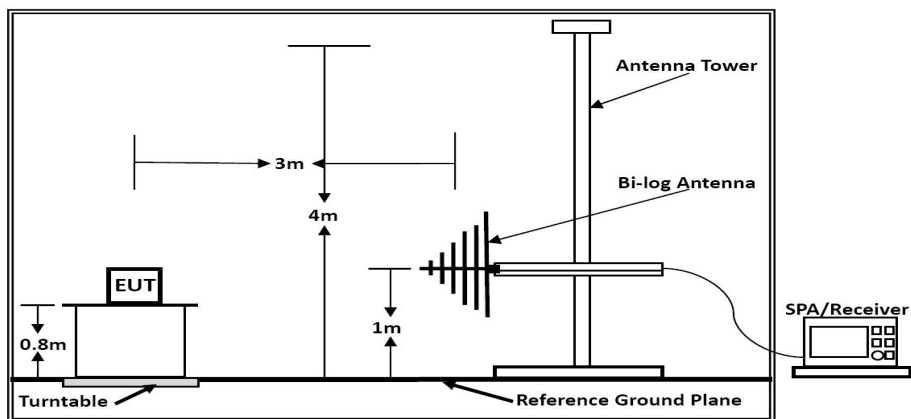 Antenna Tower
3m
Bi-log Antenna
4m
EUT
SPA/Receiver
0.8m
1m
Turntable
Reference Ground Plane